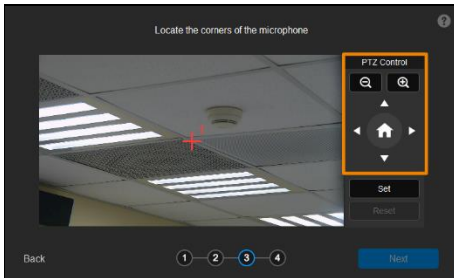 Locate the corners of the microphone
?
PTZ Control
Set
Reset
Back
1 2 3 4
Next